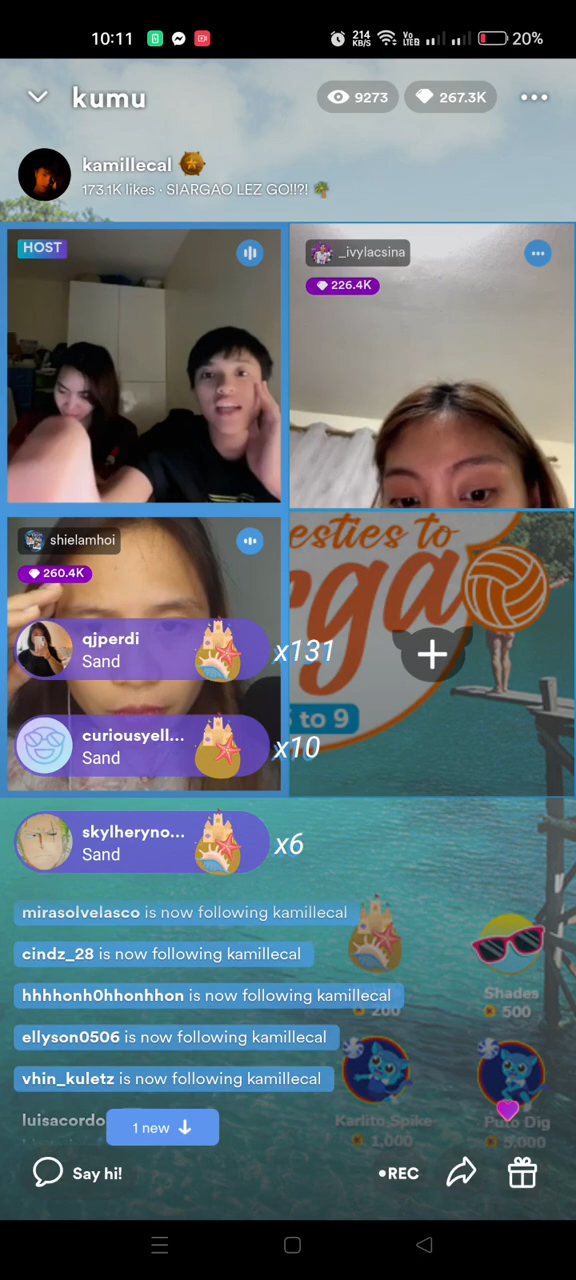 10:11
214
KB/S
Vo
LTE2
20%
kumu
9273
267.3K
kamillecal
173.1K likes · SIARGAO LEZ GO!!?! 🌴
HOST
_ivylacsina
226.4K
shielamhoi
260.4K
esties to
rga
to 9
qjperdi
Sand
x131
curiousyell...
Sand
x10
skylheryno...
Sand
x6
mirasolvelasco is now following kamillecal
cindz_28 is now following kamillecal
hhhhonh0hhonhhon is now following kamillecal
ellyson0506 is now following kamillecal
vhin_kuletz is now following kamillecal
luisacordo
1 new
200
Shades
500
Karlito Spike
1,000
Puto Dig
5,000
Say hi!
•REC